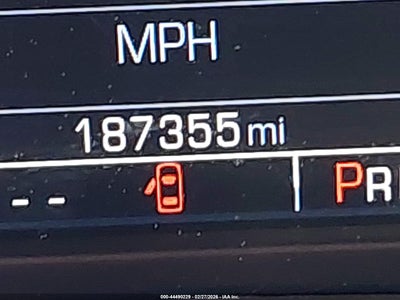 MPH
187355 mi
-- PR
000-44490229 - 02/27/2026 - IAA Inc.